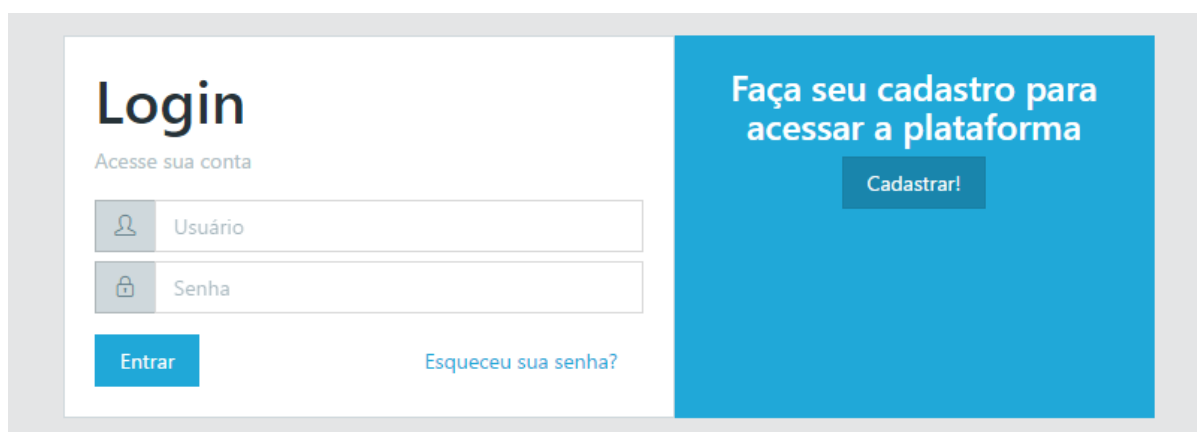 Login
Acesse sua conta
Usuário
Senha
Entrar
Esqueceu sua senha?
Faça seu cadastro para
acessar a plataforma
Cadastrar!